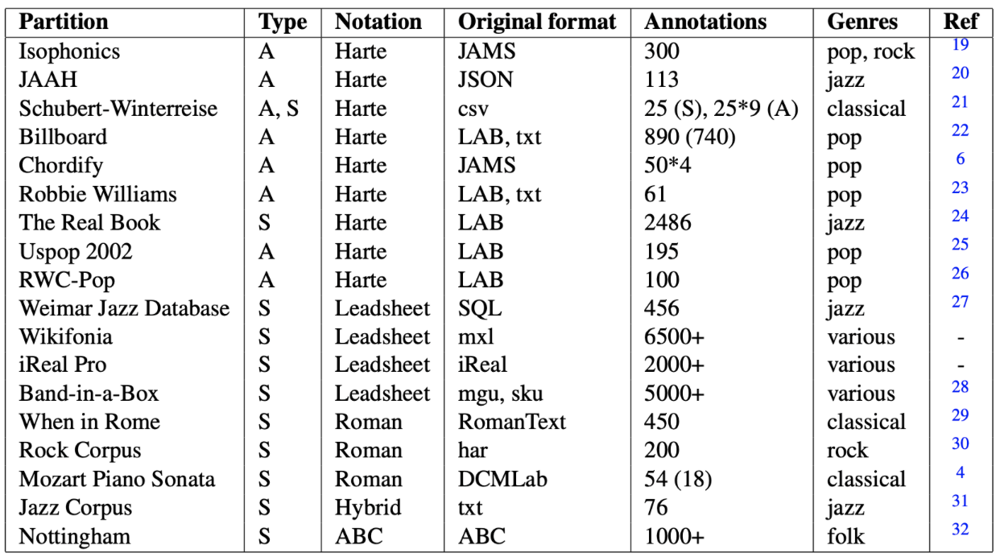 Partition Type Notation Original format Annotations Genres Ref
Isophonics A Harte JAMS 300 pop, rock 19
JAAH A Harte JSON 113 jazz 20
Schubert-Winterreise A, S Harte csv 25 (S), 25*9 (A) classical 21
Billboard A Harte LAB, txt 890 (740) pop 22
Chordify A Harte JAMS 50*4 pop 6
Robbie Williams A Harte LAB, txt 61 pop 23
The Real Book S Harte LAB 2486 jazz 24
Uspop 2002 A Harte LAB 195 pop 25
RWC-Pop A Harte LAB 100 pop 26
Weimar Jazz Database S Leadsheet SQL 456 jazz 27
Wikifonia S Leadsheet mxl 6500+ various -
iReal Pro S Leadsheet iReal 2000+ various -
Band-in-a-Box S Leadsheet mgu, sku 5000+ various 28
When in Rome S Roman RomanText 450 classical 29
Rock Corpus S Roman har 200 rock 30
Mozart Piano Sonata S Roman DCMLab 54 (18) classical 4
Jazz Corpus S Hybrid txt 76 jazz 31
Nottingham S ABC ABC 1000+ folk 32